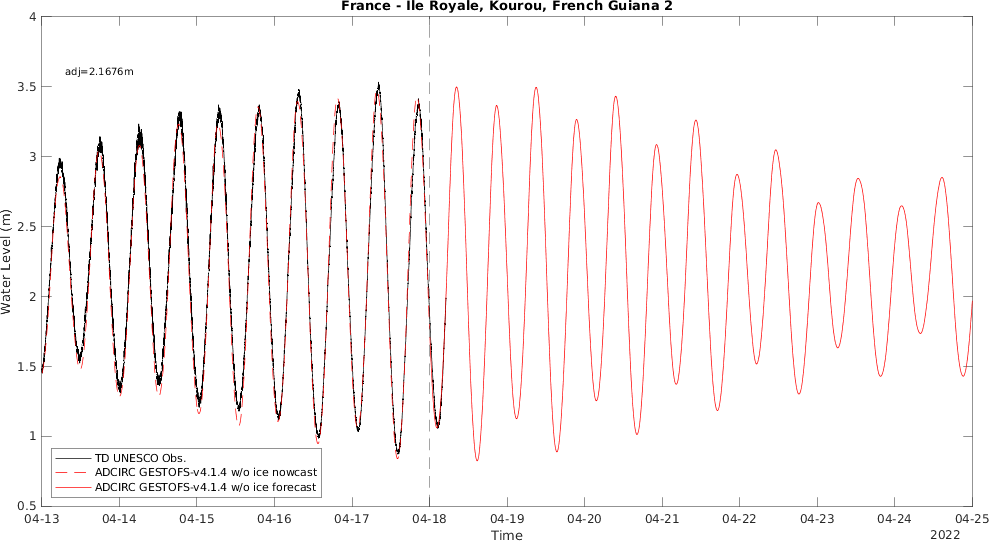 France - Ile Royale, Kourou, French Guiana 2
adj=2.1676m
Water Level (m)
4
3.5
3
2.5
2
1.5
1
0.5
TD UNESCO Obs.
ADCIRC GESTOFS-v4.1.4 w/o ice nowcast
ADCIRC GESTOFS-v4.1.4 w/o ice forecast
04-13 04-14 04-15 04-16 04-17 04-18 04-19 04-20 04-21 04-22 04-23 04-24 04-25
Time
2022